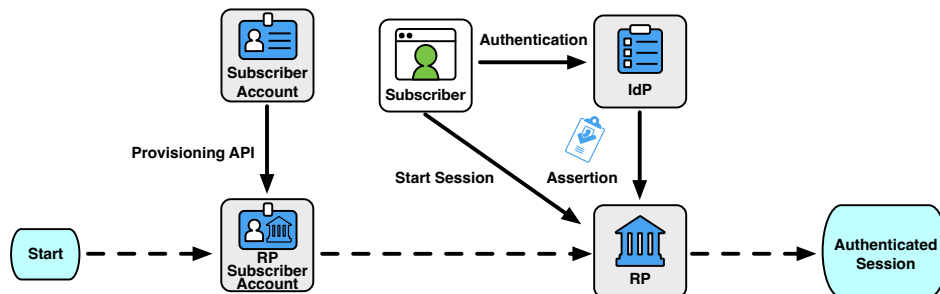 Subscriber
Account
Authentication
Subscriber
IdP
Provisioning API
Start Session
Assertion
Start
RP
Subscriber
Account
RP
Authenticated
Session